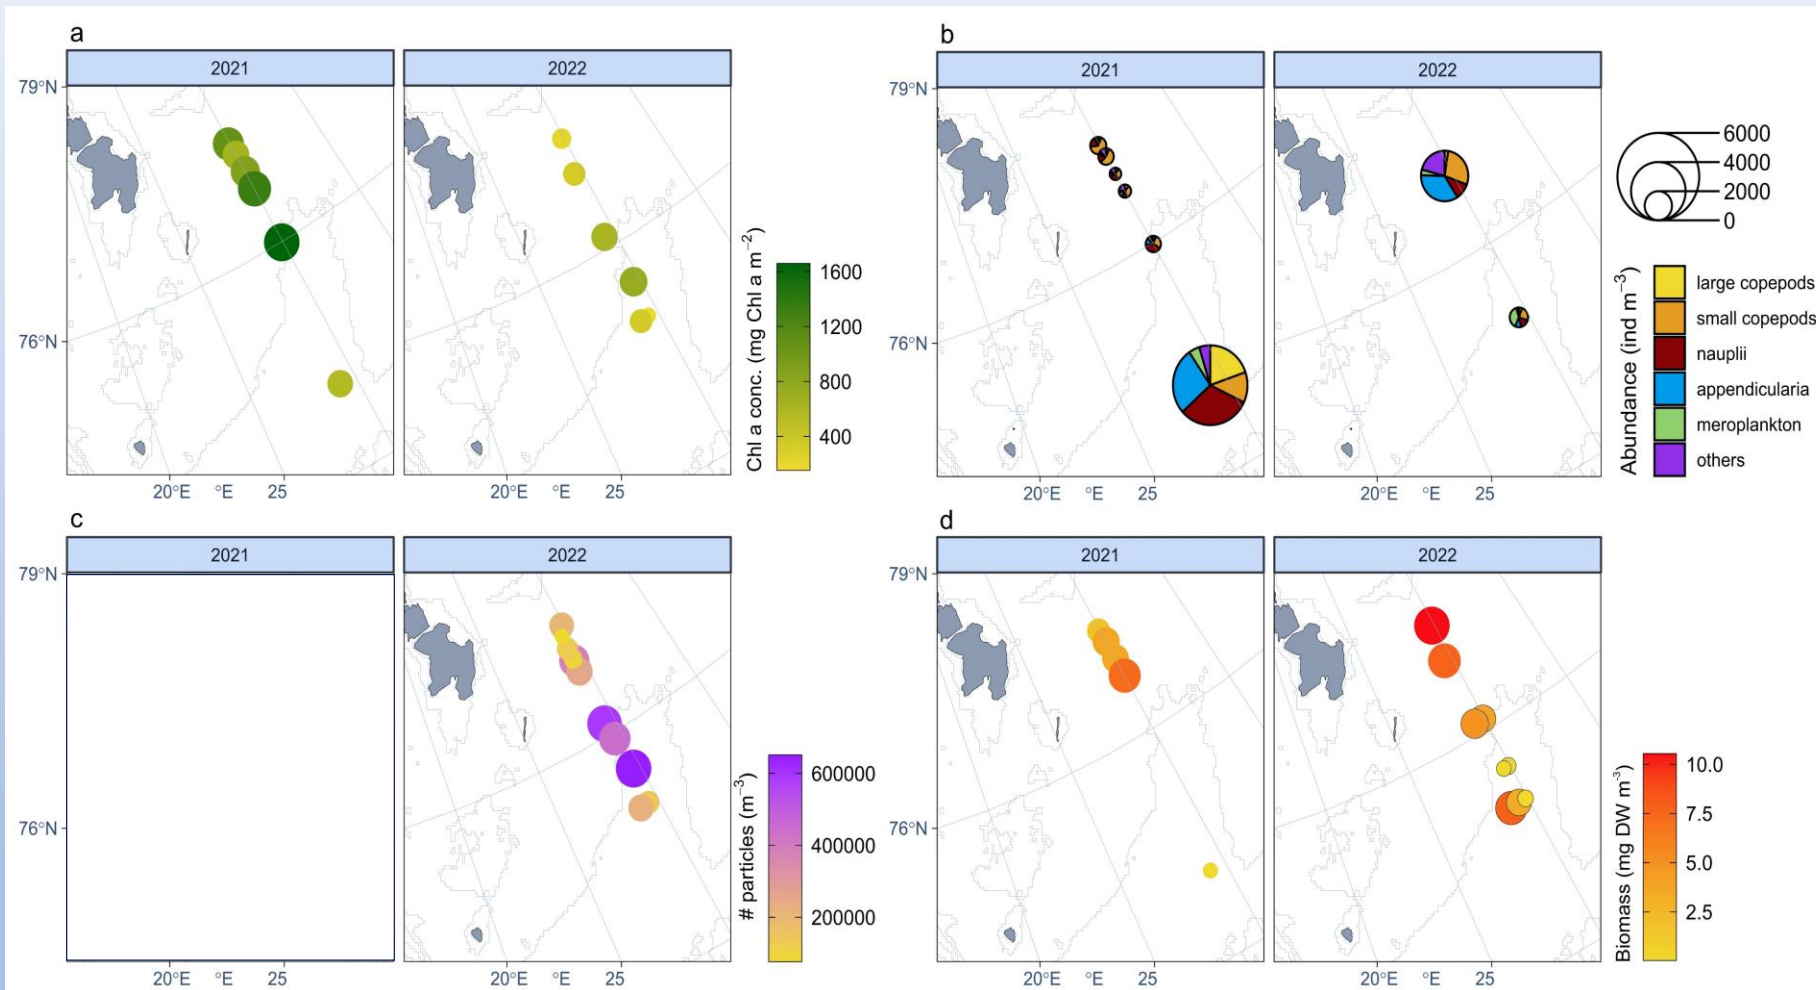 a
2021
2022
79°N
76°N
20°E
°E
25
20°E
°E
25
Chl a conc. (mg Chl a m⁻²)
1600
1200
800
400
b
2021
2022
79°N
76°N
20°E
°E
25
20°E
°E
25
6000
4000
2000
0
Abundance (ind m⁻³)
large copepods
small copepods
nauplii
appendicularia
meroplankton
others
c
2021
2022
79°N
76°N
20°E
°E
25
20°E
°E
25
# particles (m⁻³)
600000
400000
200000
d
2021
2022
79°N
76°N
20°E
°E
25
20°E
°E
25
Biomass (mg DW m⁻³)
10.0
7.5
5.0
2.5